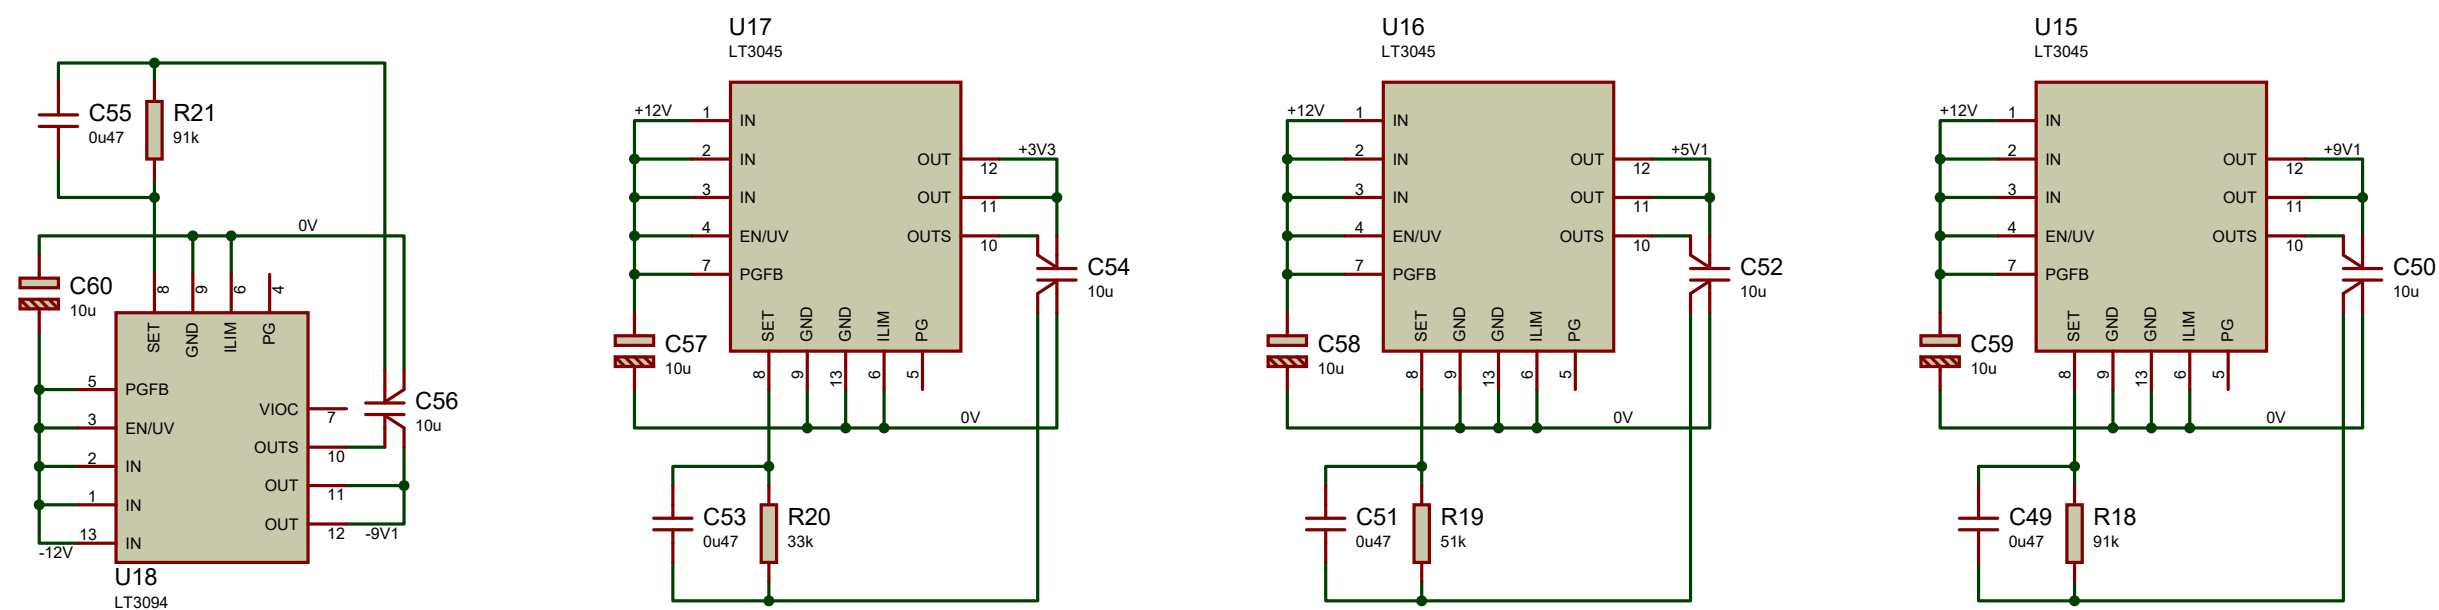 C55
0u47
R21
91k
0V
C60
10u
8
9
6
4
SET
GND
ILIM
PG
5
PGFB
3
EN/UV
2
IN
1
IN
13
IN
-12V
VIOC
7
OUTS
10
OUT
11
OUT
12
-9V1
C56
10u
U18
LT3094
U17
LT3045
+12V
1
IN
2
IN
3
IN
4
EN/UV
7
PGFB
OUT
12
+3V3
OUT
11
OUTS
10
SET
GND
GND
ILIM
PG
8
9
13
6
5
C54
10u
C57
10u
0V
C53
0u47
R20
33k
U16
LT3045
+12V
1
IN
2
IN
3
IN
4
EN/UV
7
PGFB
OUT
12
+5V1
OUT
11
OUTS
10
SET
GND
GND
ILIM
PG
8
9
13
6
5
C52
10u
C58
10u
0V
C51
0u47
R19
51k
U15
LT3045
+12V
1
IN
2
IN
3
IN
4
EN/UV
7
PGFB
OUT
12
+9V1
OUT
11
OUTS
10
SET
GND
GND
ILIM
PG
8
9
13
6
5
C50
10u
C59
10u
0V
C49
0u47
R18
91k